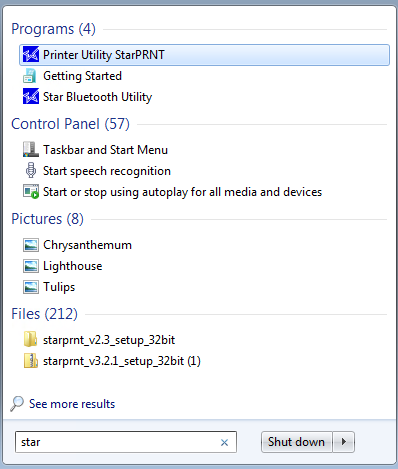 Programs (4)
Printer Utility StarPRNT
Getting Started
Star Bluetooth Utility
Control Panel (57)
Taskbar and Start Menu
Start speech recognition
Start or stop using autoplay for all media and devices
Pictures (8)
Chrysanthemum
Lighthouse
Tulips
Files (212)
starprnt_v2.3_setup_32bit
starprnt_v3.2.1_setup_32bit (1)
See more results
star
Shut down